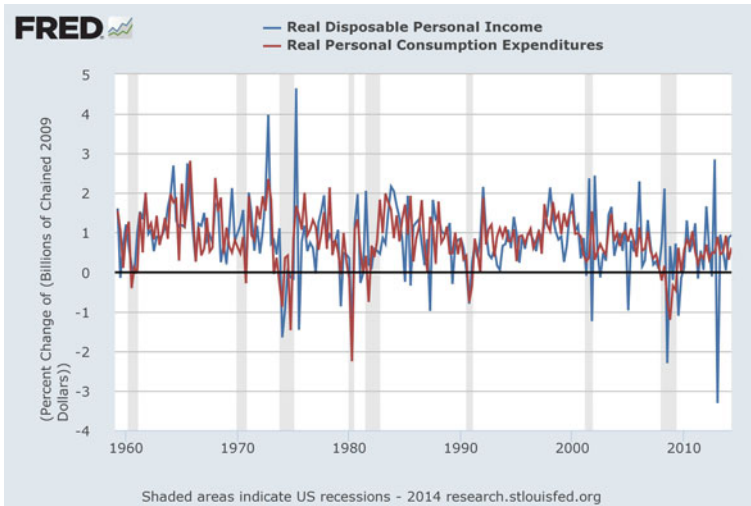 FRED
Real Disposable Personal Income
Real Personal Consumption Expenditures
(Percent Change of (Billions of Chained 2009
Dollars))
5
4
3
2
1
0
-1
-2
-3
-4
1960 1970 1980 1990 2000 2010
Shaded areas indicate US recessions - 2014 research.stlouisfed.org